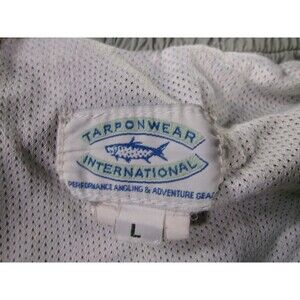 TARPONWEAR
INTERNATIONAL
PERFORMANCE ANGLING & ADVENTURE GEAR
L